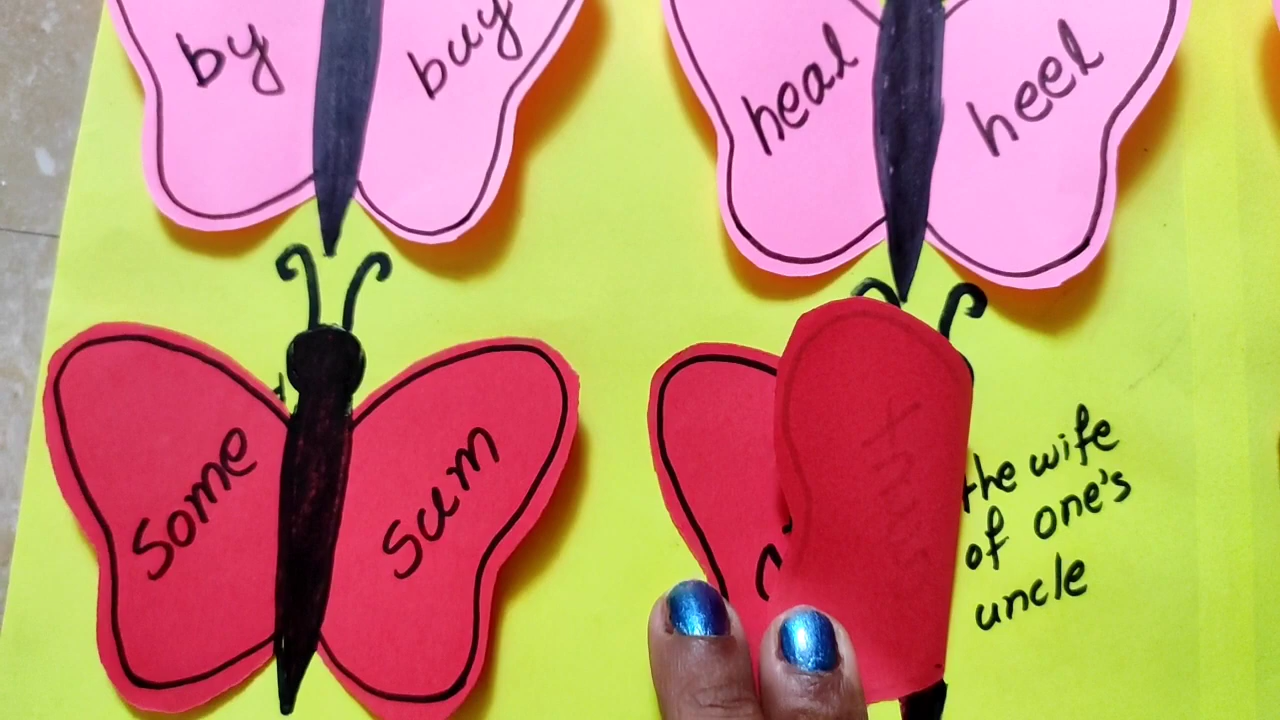 by
buy
heal
heel
some
sum
the wife
of one's
uncle